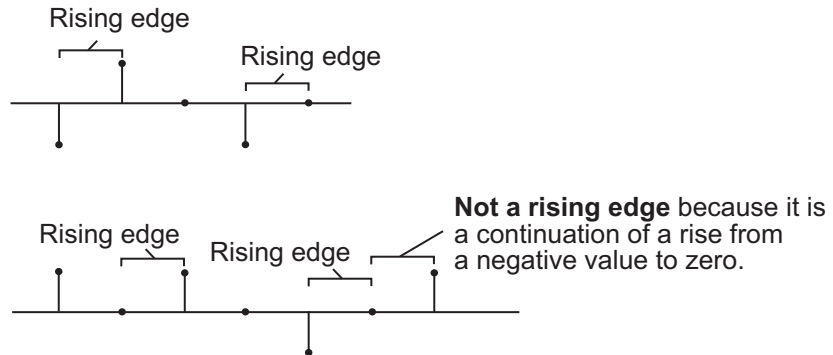 Rising edge
Rising edge
Not a rising edge because it is
a continuation of a rise from
a negative value to zero.
Rising edge
Rising edge